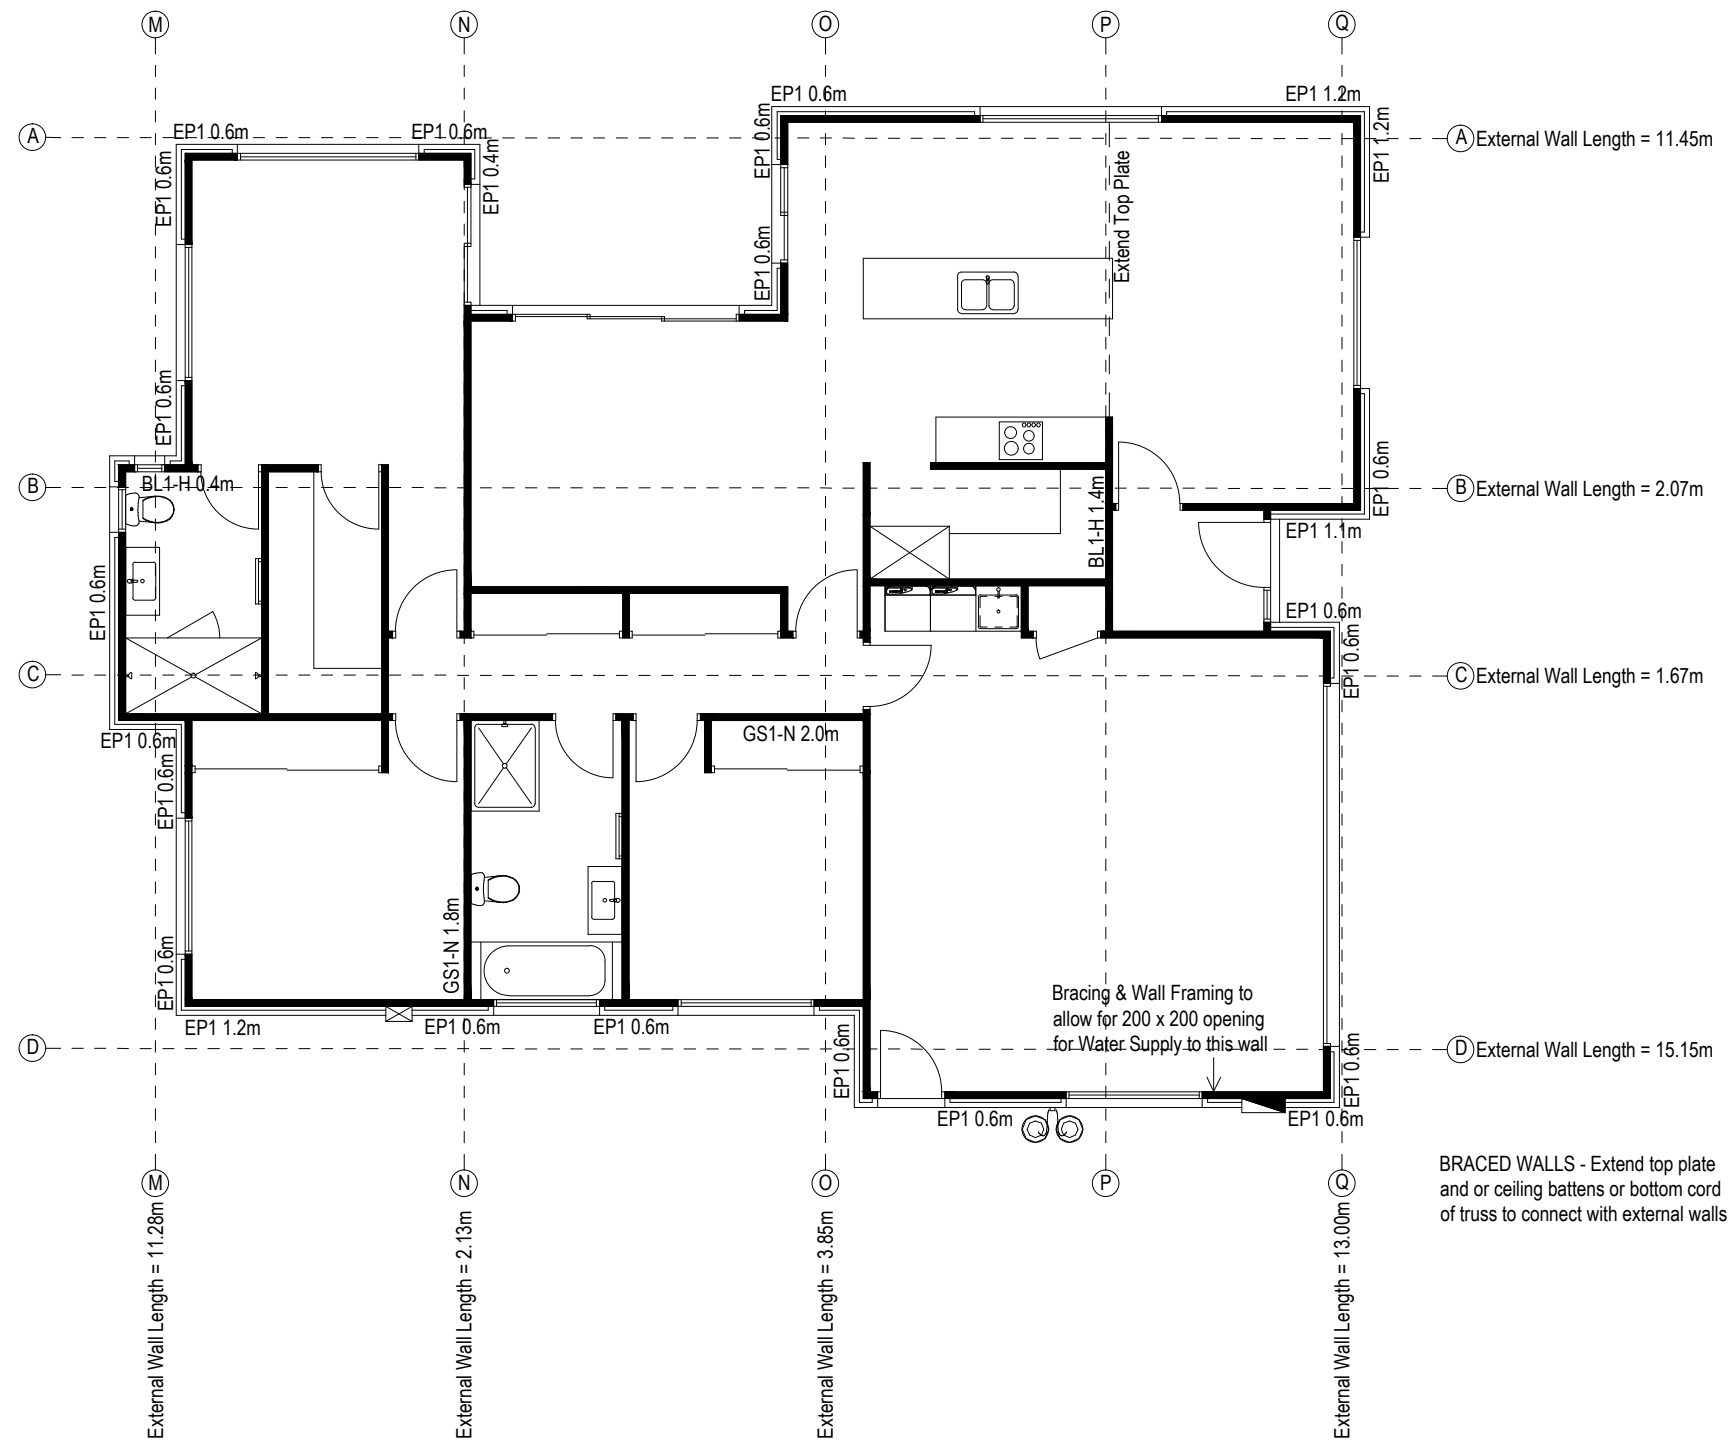 M
N
O
P
Q
EP1 0.6m
EP1 1.2m
A
EP1 0.6m
EP1 0.6m
EP1 0.6m
EP1 1.2m
A
External Wall Length = 11.45m
EP1 0.6m
EP1 0.4m
Extend Top Plate
EP1 0.6m
EP1 0.6m
EP1 0.6m
B
BL1-H 0.4m
BL1-H 1.4m
B
External Wall Length = 2.07m
EP1 1.1m
EP1 0.6m
EP1 0.6m
EP1 0.6m
C
C
External Wall Length = 1.67m
EP1 0.6m
GS1-N 2.0m
EP1 0.6m
GS1-N 1.8m
EP1 0.6m
Bracing & Wall Framing to
allow for 200 x 200 opening
for Water Supply to this wall
EP1 1.2m
EP1 0.6m
EP1 0.6m
D
EP1 0.6m
EP1 0.6m
D
External Wall Length = 15.15m
EP1 0.6m
EP1 0.6m
BRACED WALLS - Extend top plate
and or ceiling battens or bottom cord
of truss to connect with external walls
M
N
O
P
Q
External Wall Length = 11.28m
External Wall Length = 2.13m
External Wall Length = 3.85m
External Wall Length = 13.00m